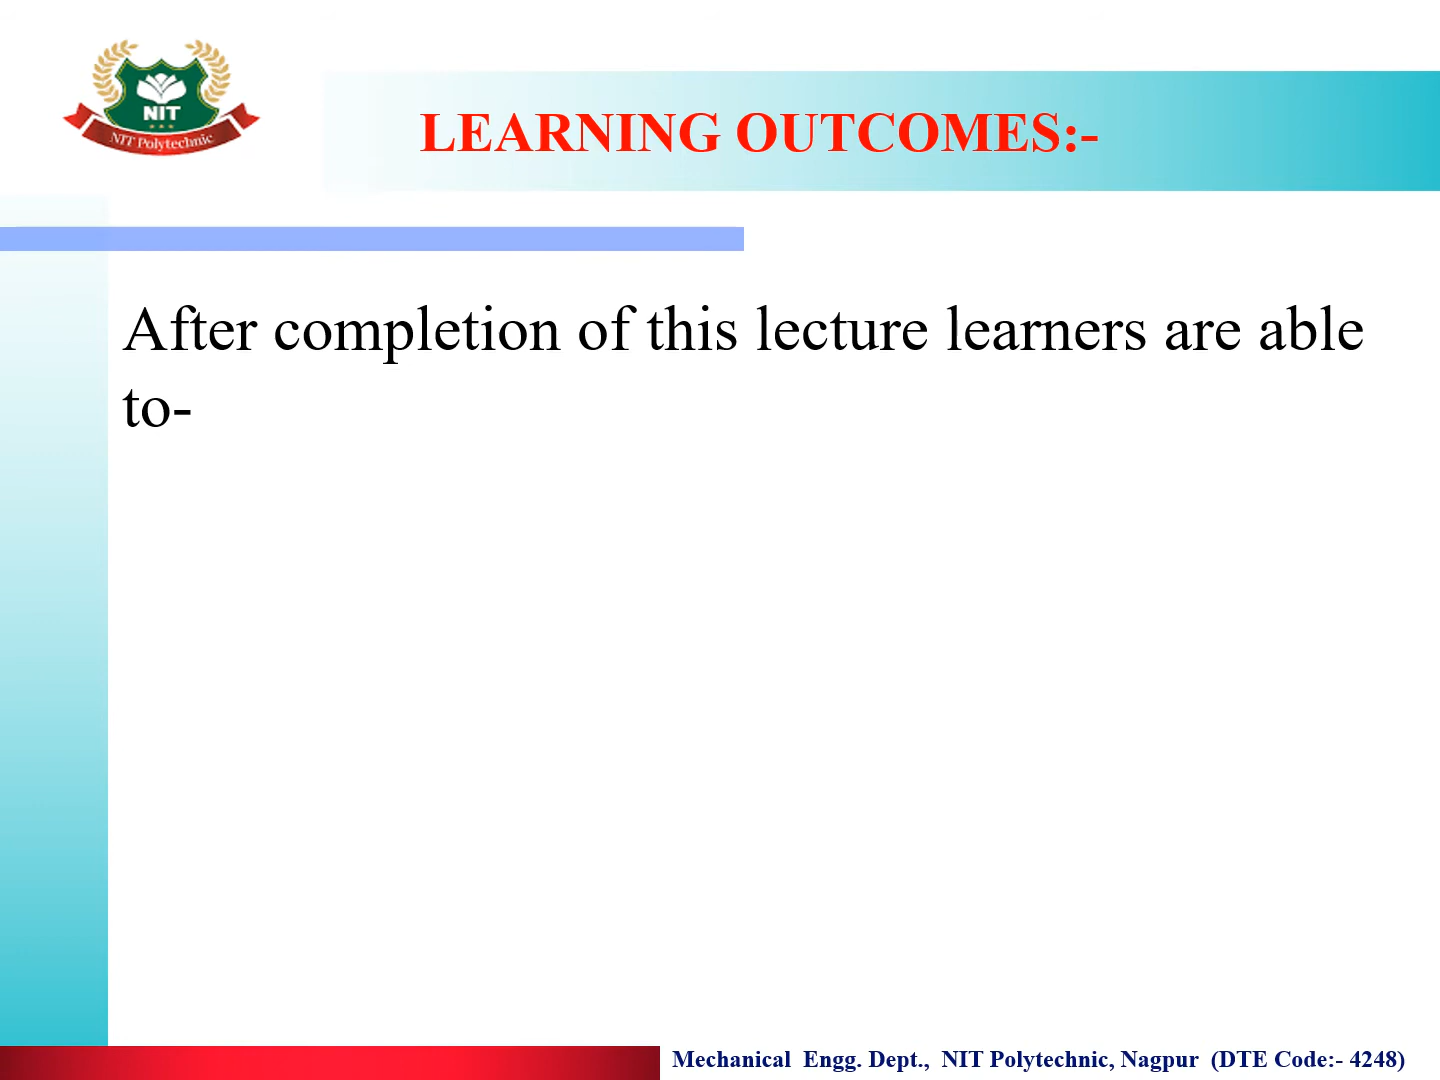 NIT
NIT Polytechnic
LEARNING OUTCOMES:-
After completion of this lecture learners are able
to-
Mechanical Engg. Dept., NIT Polytechnic, Nagpur (DTE Code:- 4248)